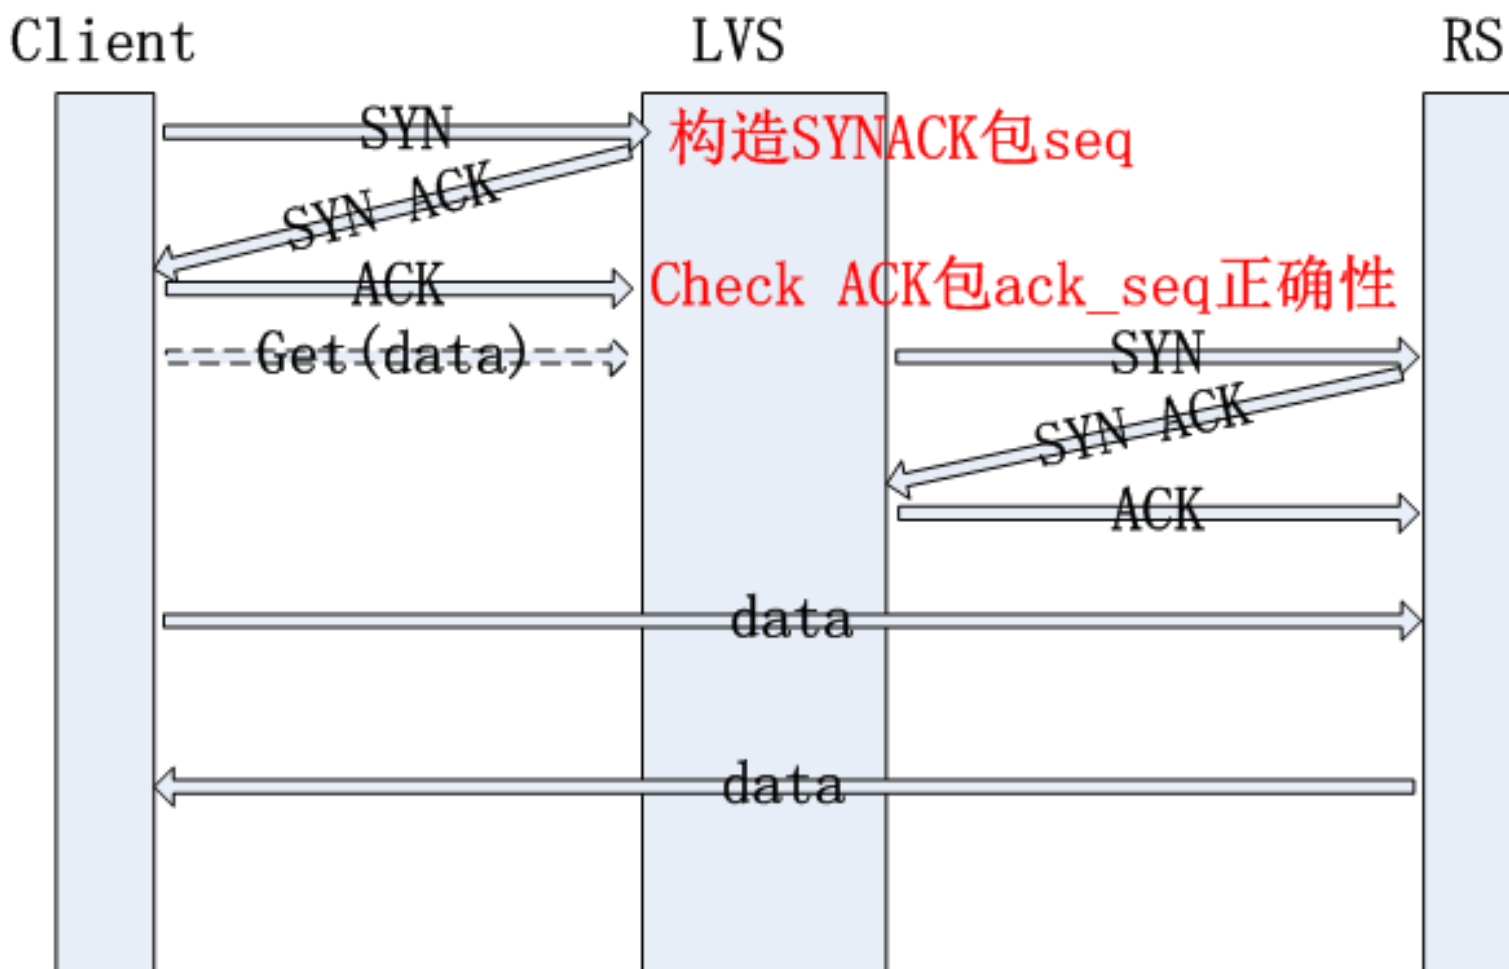 Client LVS RS
SYN
构造SYNACK包seq
SYN ACK
ACK
Check ACK包ack_seq正确性
Get(data)
SYN
SYN ACK
ACK
data
data